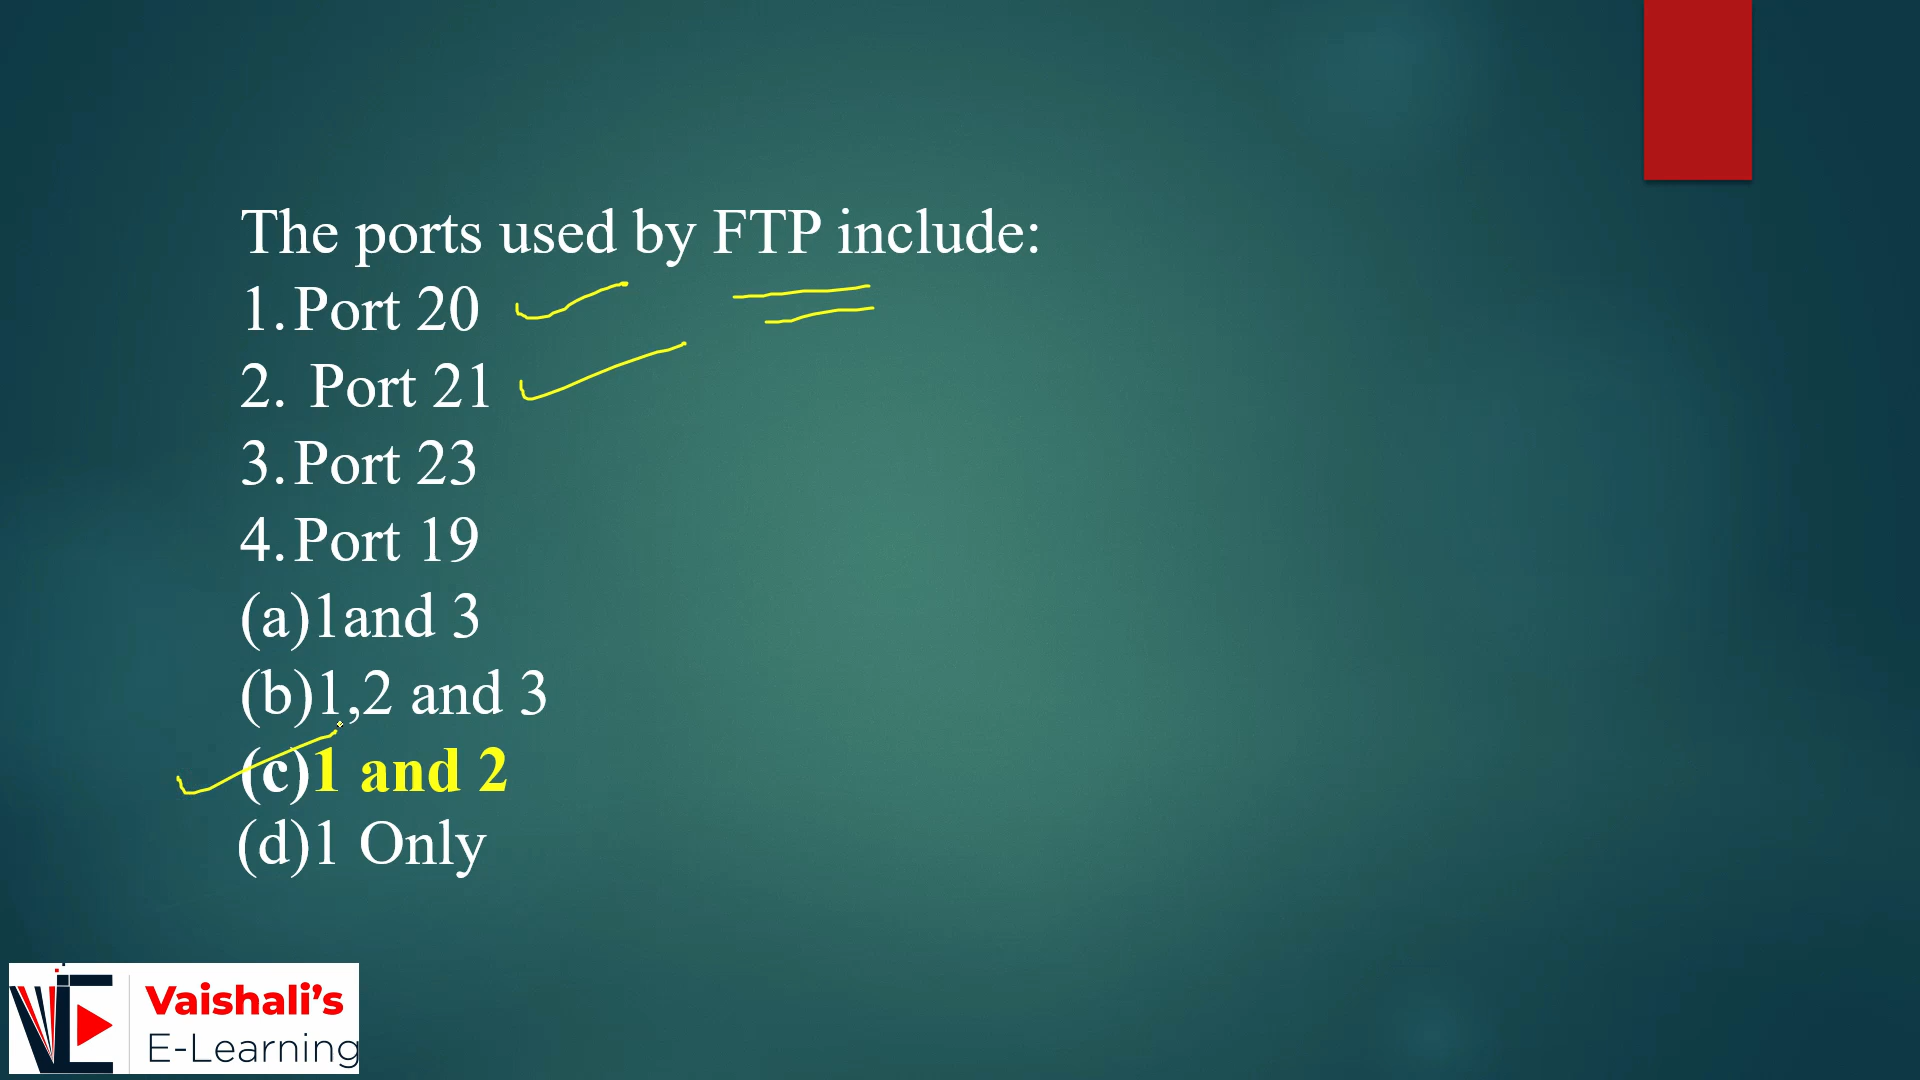 The ports used by FTP include:
1. Port 20
2. Port 21
3. Port 23
4. Port 19
(a)1and 3
(b)1,2 and 3
(c)1 and 2
(d)1 Only
Vaishali's
E-Learning